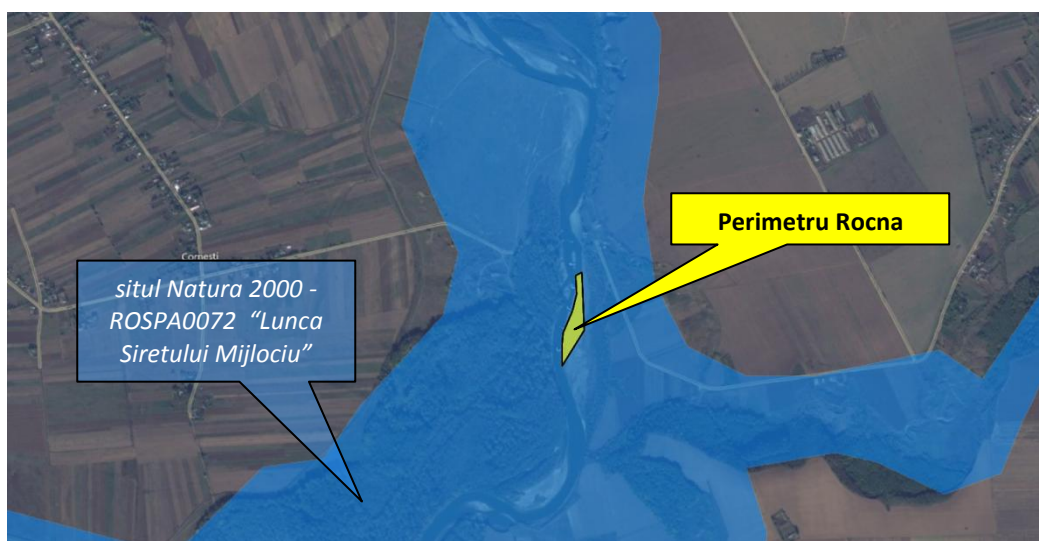 Perimetru Rocna
Cornesti
situl Natura 2000 -
ROSPA0072 “Lunca
Siretului Mijlociu”